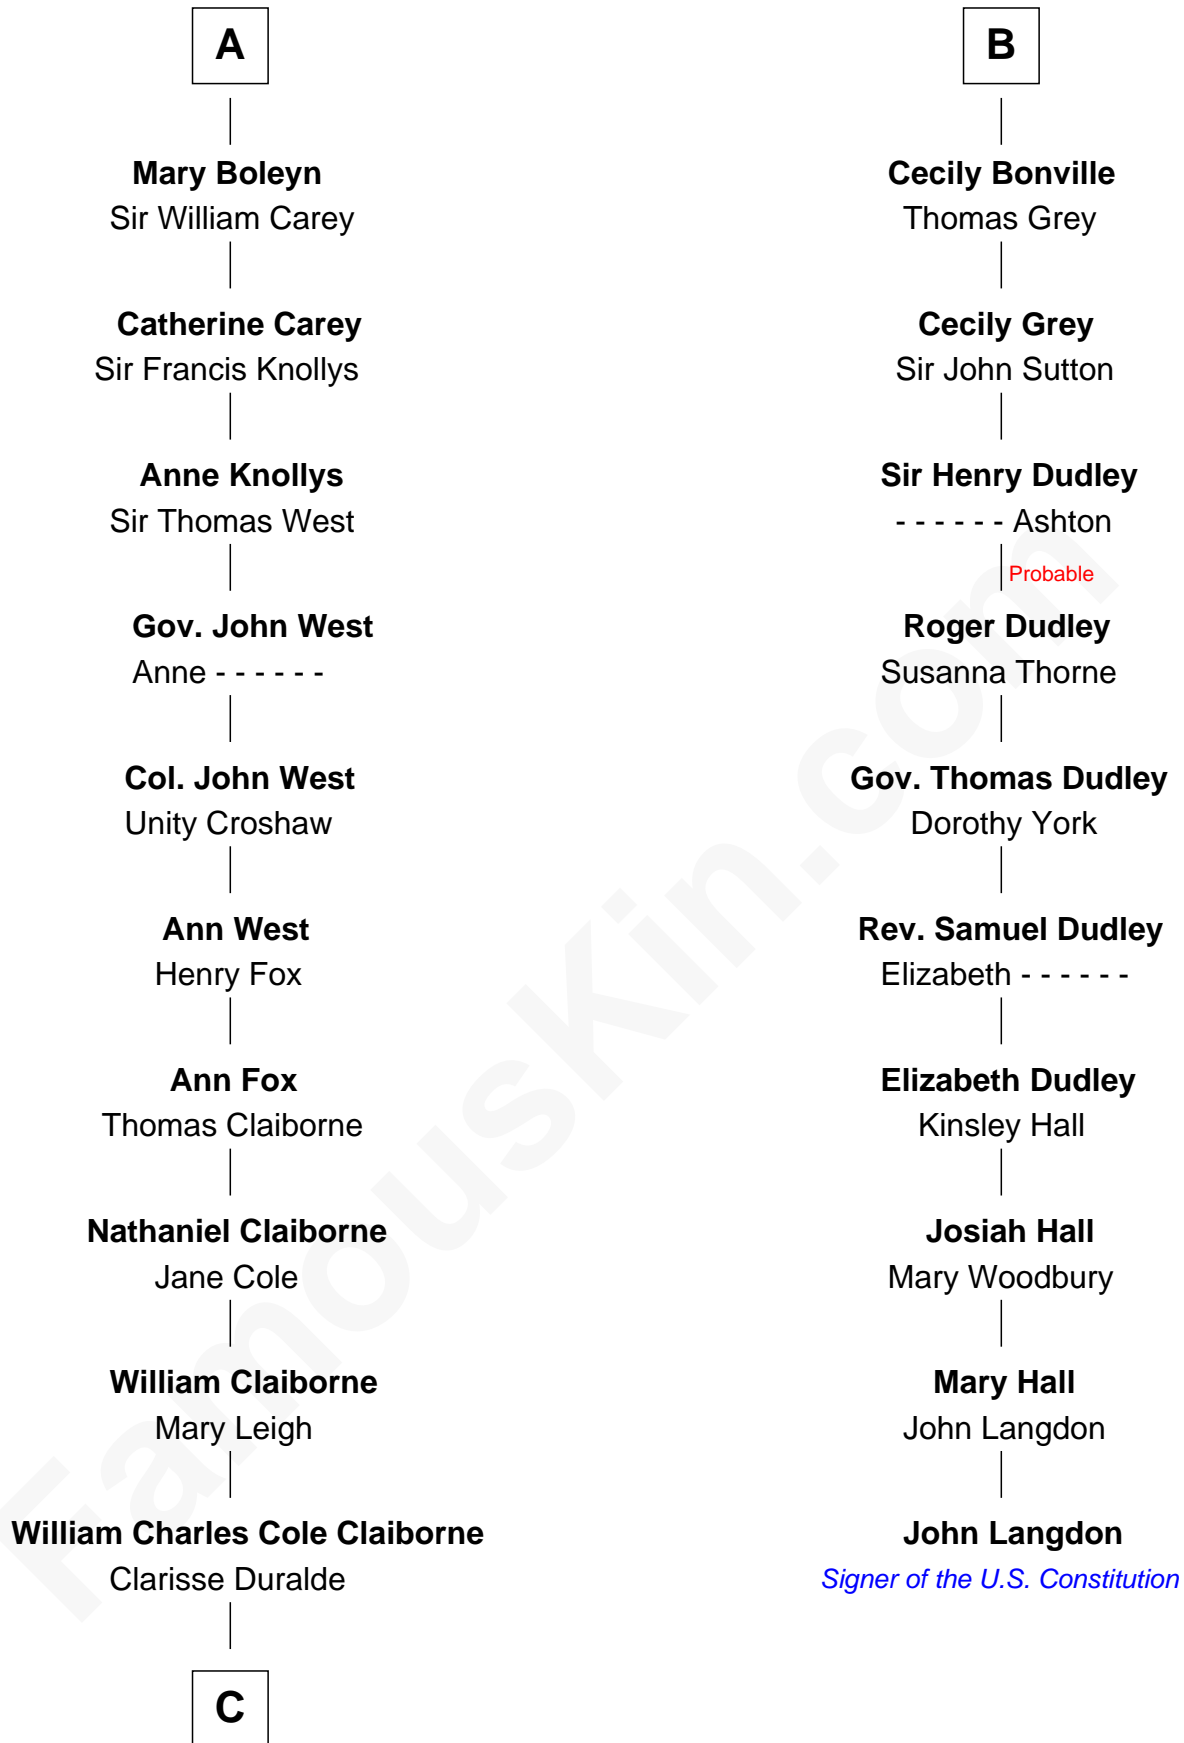 A
Mary Boleyn
Sir William Carey
Catherine Carey
Sir Francis Knollys
Anne Knollys
Sir Thomas West
Gov. John West
Anne - - - - - -
Col. John West
Unity Croshaw
Ann West
Henry Fox
Ann Fox
Thomas Claiborne
Nathaniel Claiborne
Jane Cole
William Claiborne
Mary Leigh
William Charles Cole Claiborne
Clarisse Duralde
C
B
Cecily Bonville
Thomas Grey
Cecily Grey
Sir John Sutton
Sir Henry Dudley
- - - - - - Ashton
Probable
Roger Dudley
Susanna Thorne
Gov. Thomas Dudley
Dorothy York
Rev. Samuel Dudley
Elizabeth - - - - - -
Elizabeth Dudley
Kinsley Hall
Josiah Hall
Mary Woodbury
Mary Hall
John Langdon
John Langdon
Signer of the U.S. Constitution
FamousKin.com